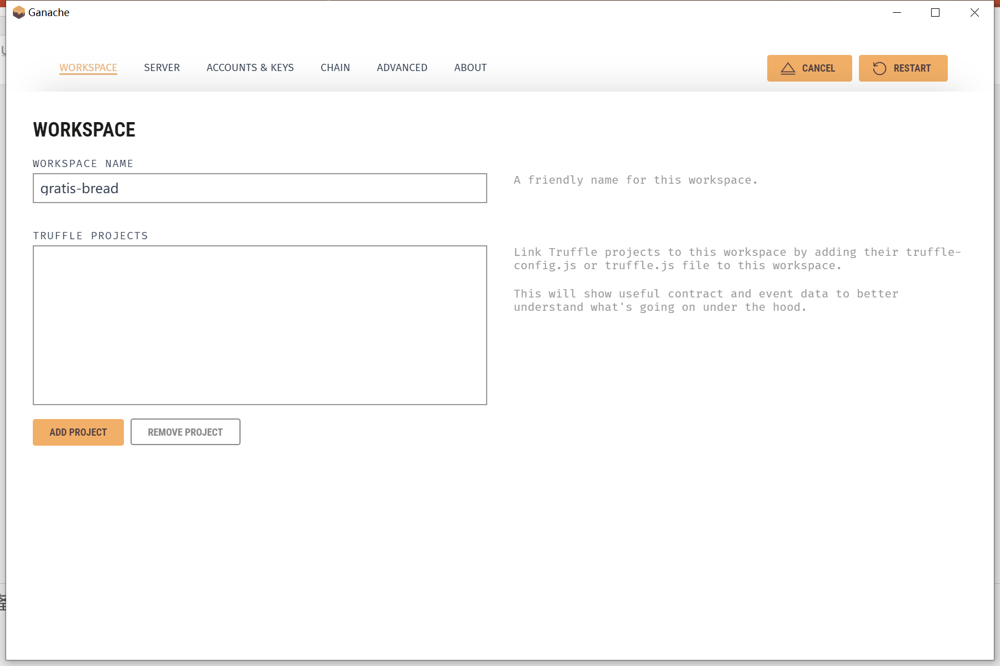 Ganache
WORKSPACE SERVER ACCOUNTS & KEYS CHAIN ADVANCED ABOUT CANCEL RESTART
WORKSPACE
WORKSPACE NAME
gratis-bread
A friendly name for this workspace.
TRUFFLE PROJECTS
Link Truffle projects to this workspace by adding their truffle-
config.js or truffle.js file to this workspace.
This will show useful contract and event data to better
understand what's going on under the hood.
ADD PROJECT REMOVE PROJECT